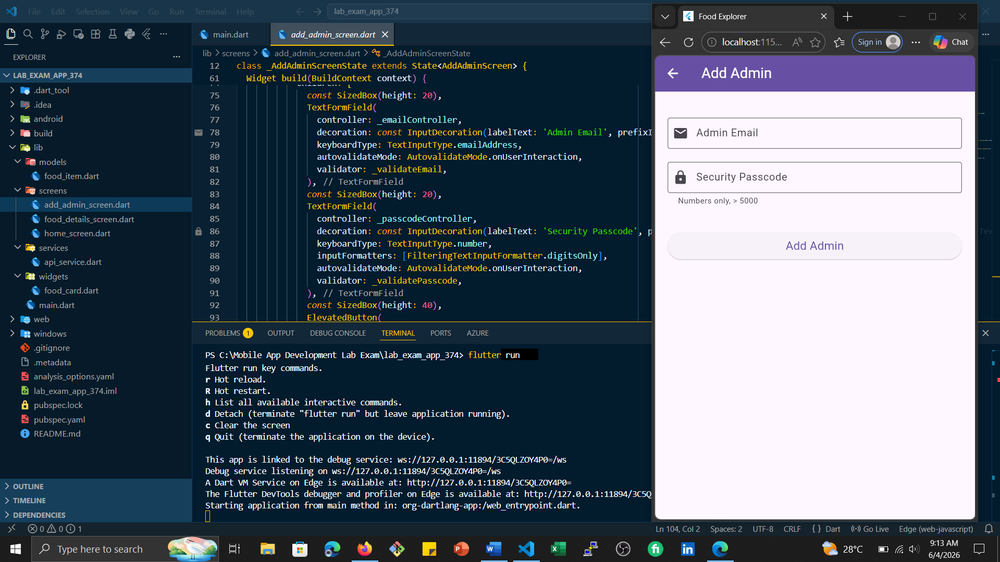 File Edit Selection View Go Run Terminal Help
lab_exam_app_374
EXPLORER
LAB_EXAM_APP_374
.dart_tool
.idea
android
build
lib
models
food_item.dart
screens
add_admin_screen.dart
food_details_screen.dart
home_screen.dart
services
api_service.dart
widgets
food_card.dart
main.dart
web
windows
.gitignore
.metadata
analysis_options.yaml
lab_exam_app_374.iml
pubspec.lock
pubspec.yaml
README.md
OUTLINE
TIMELINE
DEPENDENCIES
main.dart
add_admin_screen.dart
lib > screens > add_admin_screen.dart > _AddAdminScreenState
12 class _AddAdminScreenState extends State<AddAdminScreen> {
61 Widget build(BuildContext context) {
75 const SizedBox(height: 20),
76 TextFormField(
77 controller: _emailController,
78 decoration: const InputDecoration(labelText: 'Admin Email', prefixI
79 keyboardType: TextInputType.emailAddress,
80 autovalidateMode: AutovalidateMode.onUserInteraction,
81 validator: _validateEmail,
82 ), // TextFormField
83 const SizedBox(height: 20),
84 TextFormField(
85 controller: _passcodeController,
86 decoration: const InputDecoration(labelText: 'Security Passcode', p
87 keyboardType: TextInputType.number,
88 inputFormatters: [FilteringTextInputFormatter.digitsOnly],
89 autovalidateMode: AutovalidateMode.onUserInteraction,
90 validator: _validatePasscode,
91 ), // TextFormField
92 const SizedBox(height: 40),
93 ElevatedButton(
PROBLEMS 1 OUTPUT DEBUG CONSOLE TERMINAL PORTS AZURE
PS C:\Mobile App Development Lab Exam\lab_exam_app_374> flutter run
Flutter run key commands.
r Hot reload.
R Hot restart.
h List all available interactive commands.
d Detach (terminate "flutter run" but leave application running).
c Clear the screen
q Quit (terminate the application on the device).
This app is linked to the debug service: ws://127.0.0.1:11894/3C5QLZOY4P0=/ws
Debug service listening on ws://127.0.0.1:11894/3C5QLZOY4P0=/ws
A Dart VM Service on Edge is available at: http://127.0.0.1:11894/3C5QLZOY4P0=
The Flutter DevTools debugger and profiler on Edge is available at: http://127.0.0.1:11894/3C5Q
Starting application from main method in: org-dartlang-app:/web_entrypoint.dart.
Food Explorer
localhost:115...
Sign in
Chat
Add Admin
Admin Email
Security Passcode
Numbers only, > 5000
Add Admin
0 0 1
Ln 104, Col 2 Spaces: 2 UTF-8 CRLF { } Dart Go Live Edge (web-javascript)
Type here to search
28°C
9:13 AM
6/4/2026